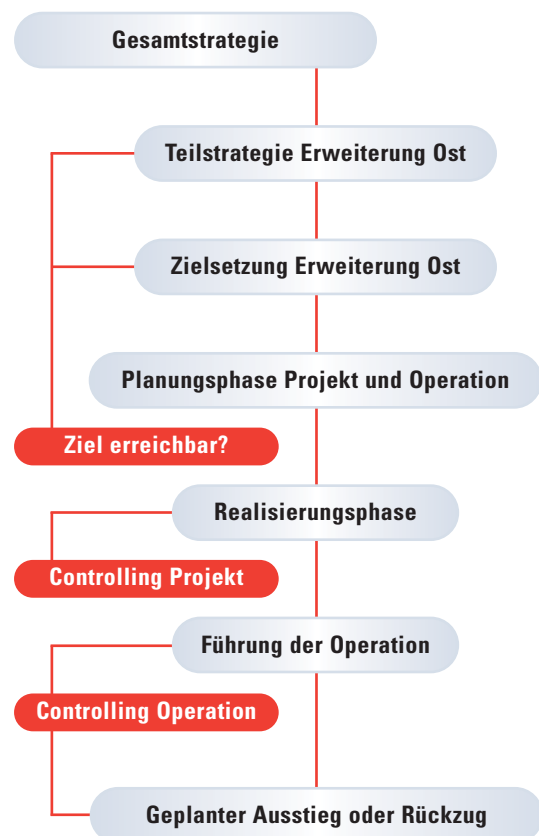 Gesamtstrategie
Teilstrategie Erweiterung Ost
Zielsetzung Erweiterung Ost
Planungsphase Projekt und Operation
Ziel erreichbar?
Realisierungsphase
Controlling Projekt
Führung der Operation
Controlling Operation
Geplanter Ausstieg oder Rückzug